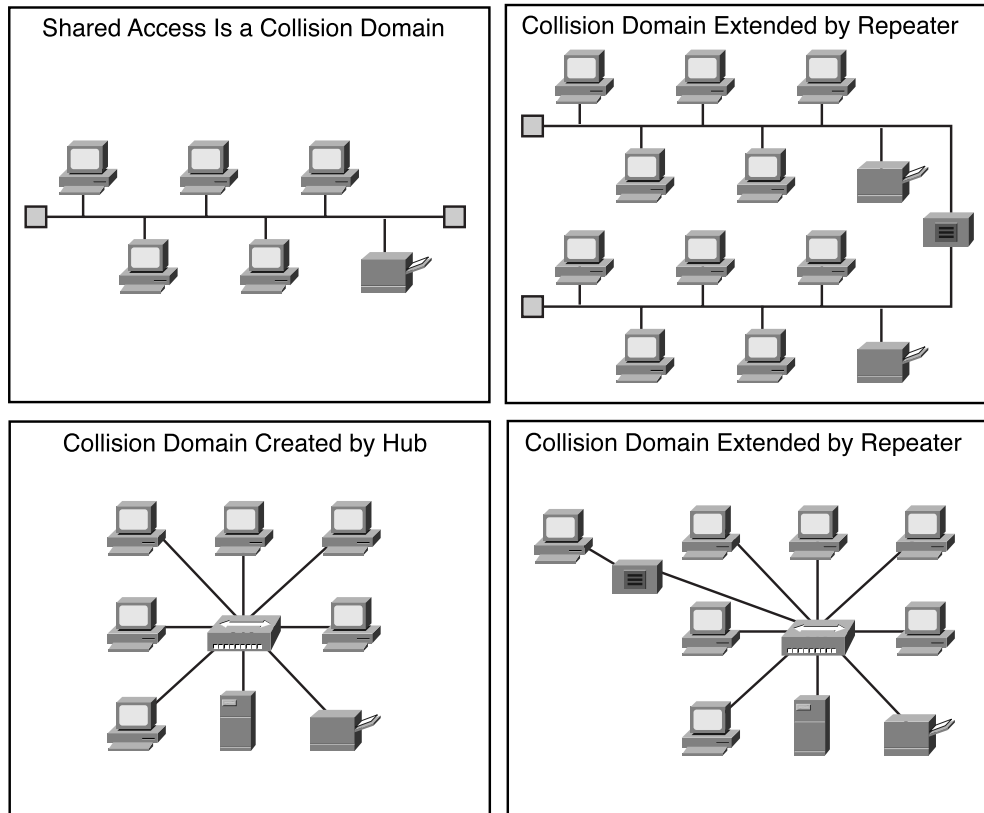 Shared Access Is a Collision Domain
Collision Domain Extended by Repeater
Collision Domain Created by Hub
Collision Domain Extended by Repeater